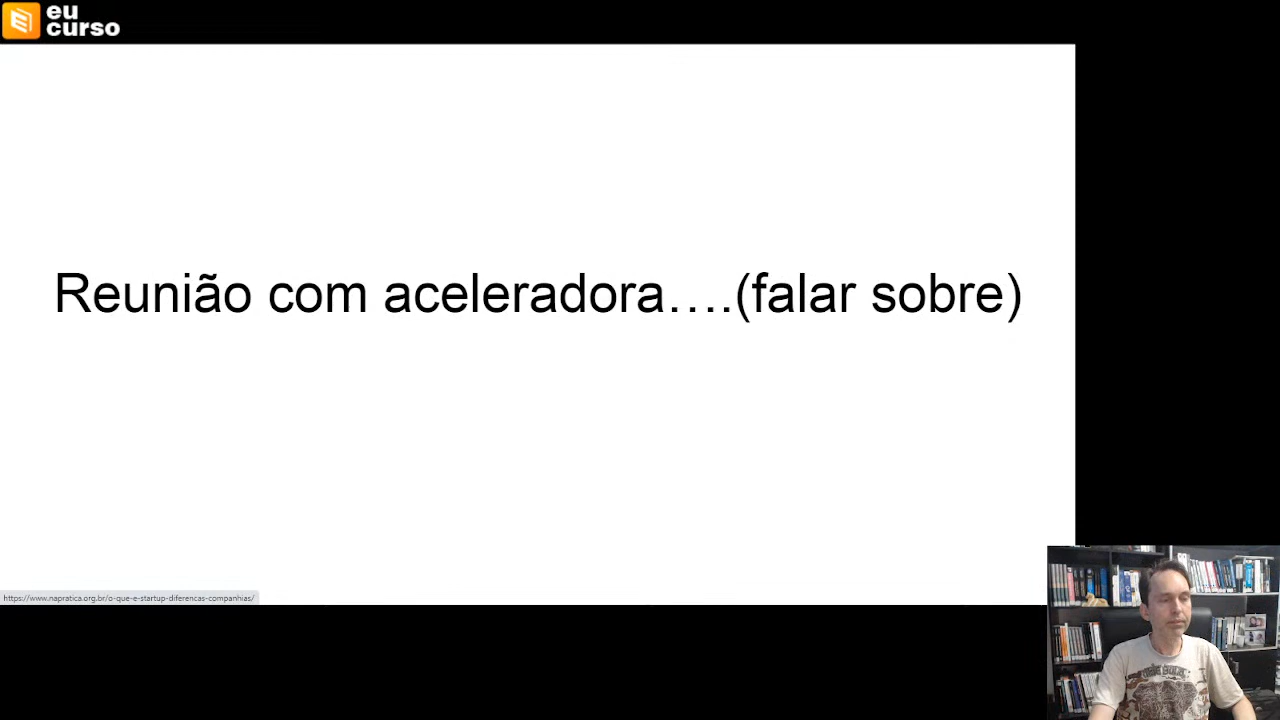 eu
curso
Reunião com aceleradora….(falar sobre)
https://www.napratica.org.br/o-que-e-startup-diferencas-companhias/